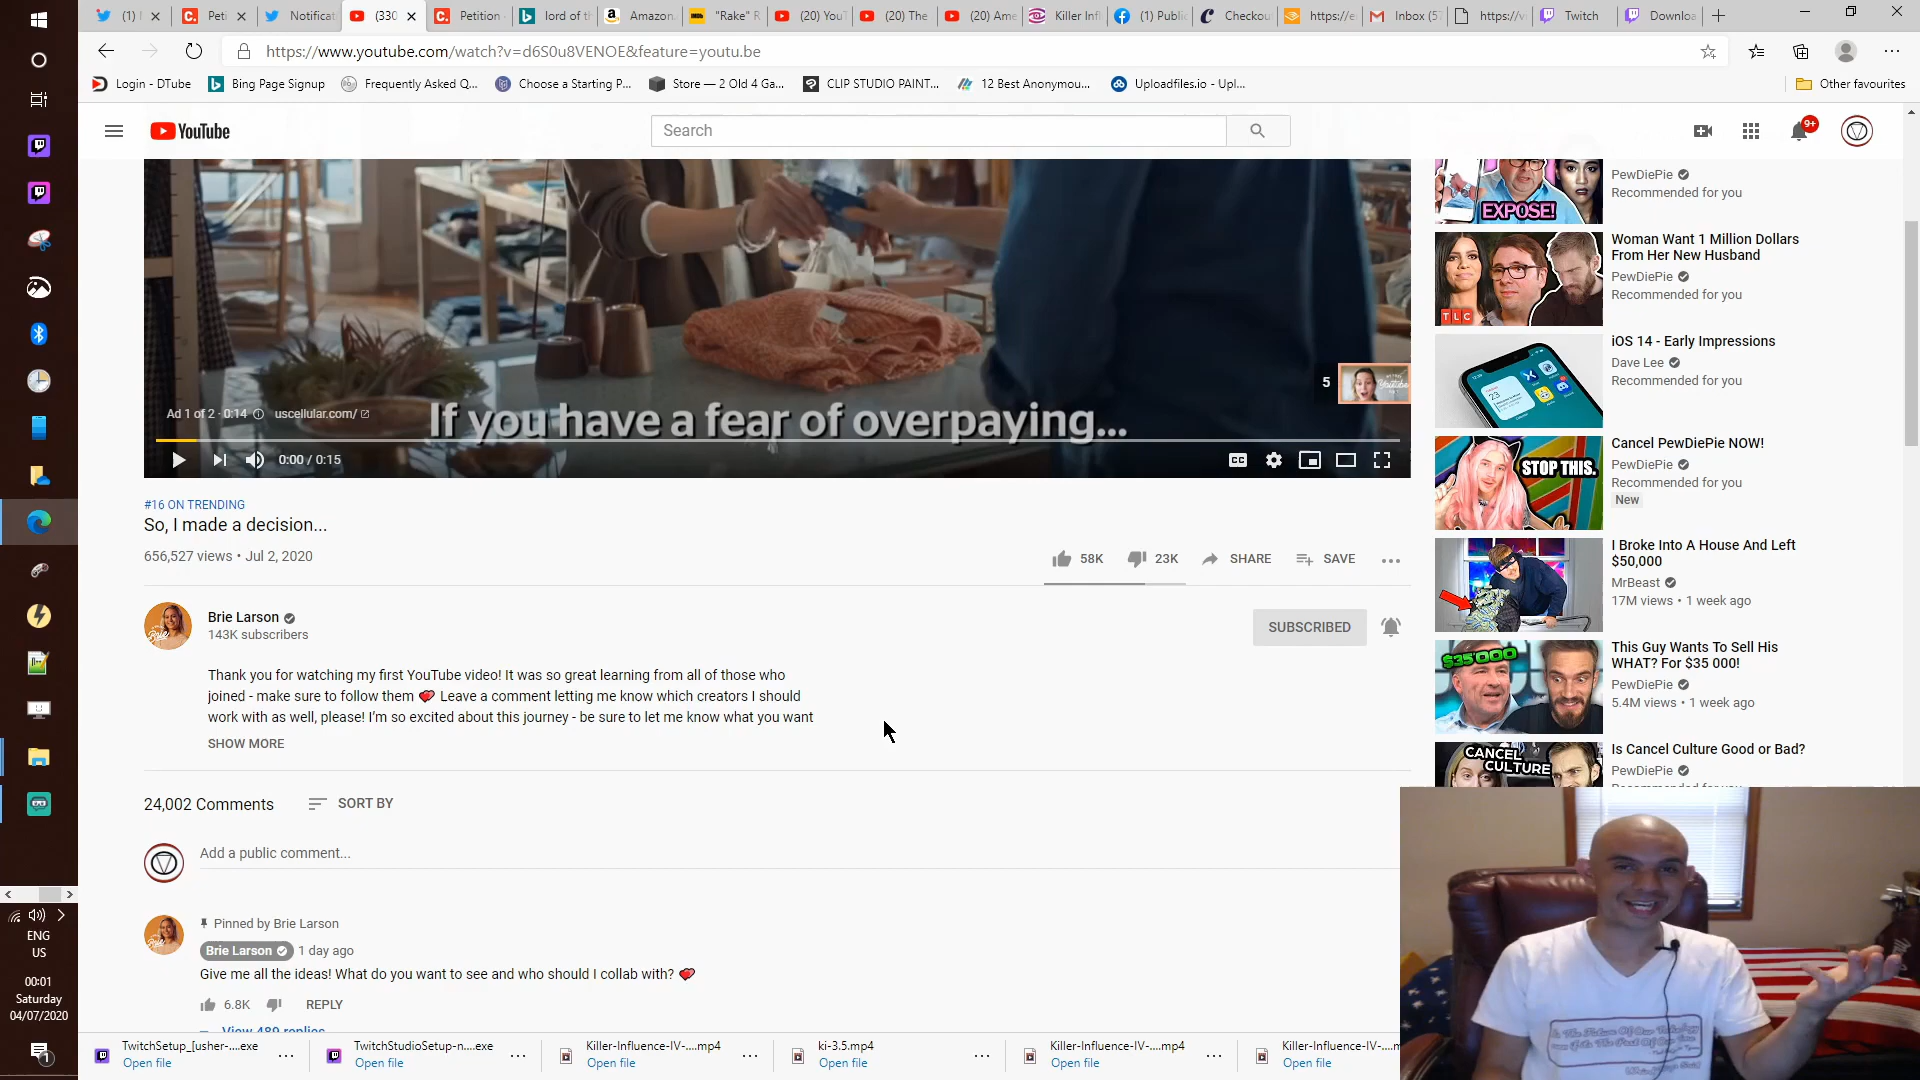 (1) I
Peti
Notificat
(330
Petition
lord of th
Amazon.
"Rake" R
(20) YouT
(20) The
(20) Ame
Killer Infl
(1) Public
Checkou
https://e
Inbox (57
https://v
Twitch
Downloa
https://www.youtube.com/watch?v=d6S0u8VENOE&feature=youtu.be
Login - DTube
Bing Page Signup
Frequently Asked Q...
Choose a Starting P...
Store — 2 Old 4 Ga...
CLIP STUDIO PAINT...
12 Best Anonymou...
Uploadfiles.io - Upl...
Other favourites
YouTube
Search
9+
If you have a fear of overpaying...
Ad 1 of 2 · 0:14
uscellular.com/
5
0:00 / 0:15
#16 ON TRENDING
So, I made a decision...
656,527 views • Jul 2, 2020
58K
23K
SHARE
SAVE
Brie Larson
143K subscribers
SUBSCRIBED
Thank you for watching my first YouTube video! It was so great learning from all of those who
joined - make sure to follow them 💕 Leave a comment letting me know which creators I should
work with as well, please! I'm so excited about this journey - be sure to let me know what you want
SHOW MORE
24,002 Comments
SORT BY
Add a public comment...
Pinned by Brie Larson
Brie Larson
1 day ago
Give me all the ideas! What do you want to see and who should I collab with? 💕
6.8K
REPLY
View 489 replies
EXPOSE!
PewDiePie
Recommended for you
TLC
Woman Want 1 Million Dollars
From Her New Husband
PewDiePie
Recommended for you
iOS 14 - Early Impressions
Dave Lee
Recommended for you
STOP THIS.
Cancel PewDiePie NOW!
PewDiePie
Recommended for you
New
I Broke Into A House And Left
$50,000
MrBeast
17M views • 1 week ago
$35'000
This Guy Wants To Sell His
WHAT? For $35 000!
PewDiePie
5.4M views • 1 week ago
CANCEL
CULTURE
Is Cancel Culture Good or Bad?
PewDiePie
ENG
US
00:01
Saturday
04/07/2020
1
TwitchSetup_[usher-....exe
Open file
TwitchStudioSetup-n....exe
Open file
Killer-Influence-IV-....mp4
Open file
ki-3.5.mp4
Open file
Killer-Influence-IV-....mp4
Open file
Killer-Influence-IV-....m
Open file